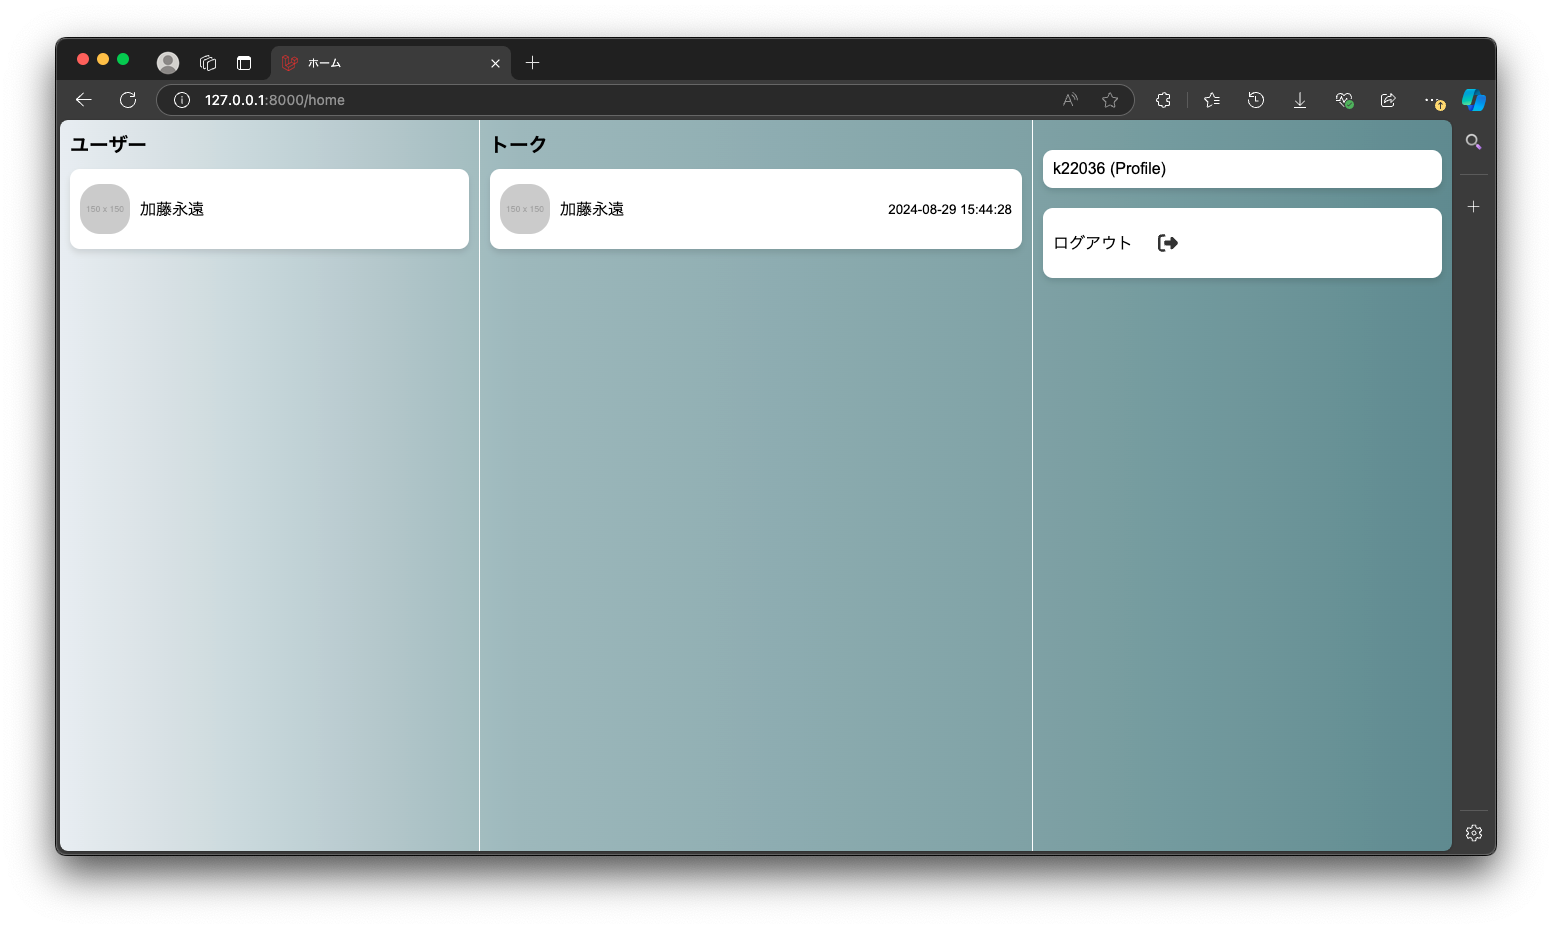 ホーム
127.0.0.1:8000/home
ユーザー
150 x 150
加藤永遠
トーク
150 x 150
加藤永遠
2024-08-29 15:44:28
k22036 (Profile)
ログアウト